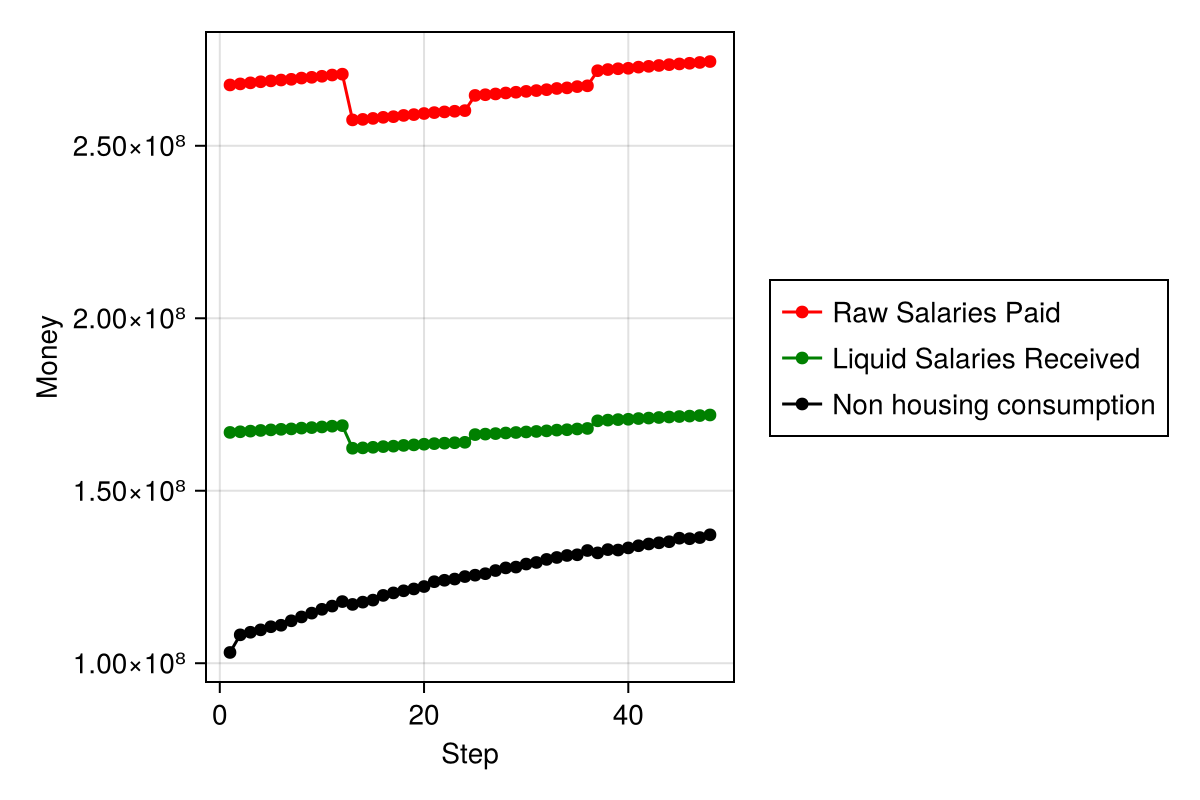 2.50×10⁸
2.00×10⁸
1.50×10⁸
1.00×10⁸
Money
0 20 40
Step
Raw Salaries Paid
Liquid Salaries Received
Non housing consumption